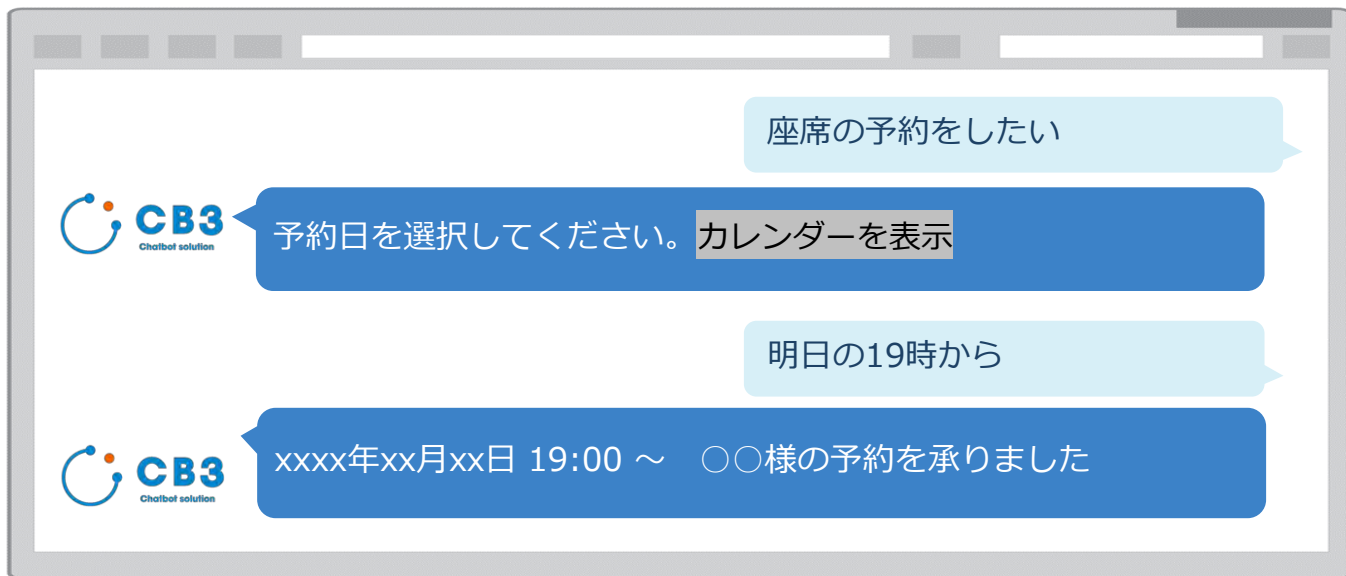 座席の予約をしたい
CB3
Chatbot solution
予約日を選択してください。カレンダーを表示
明日の19時から
CB3
Chatbot solution
xxxx年xx月xx日 19:00 ～　○○様の予約を承りました